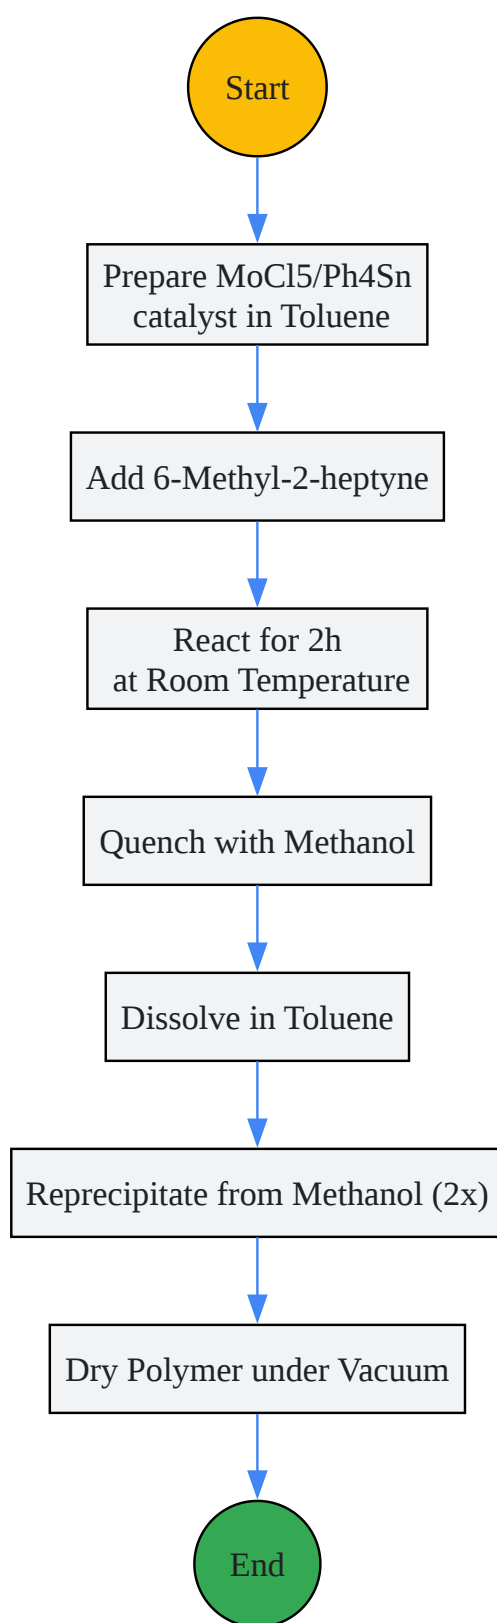 Start
Prepare MoCl5/Ph4Sn
catalyst in Toluene
Add 6-Methyl-2-heptyne
React for 2h
at Room Temperature
Quench with Methanol
Dissolve in Toluene
Reprecipitate from Methanol (2x)
Dry Polymer under Vacuum
End